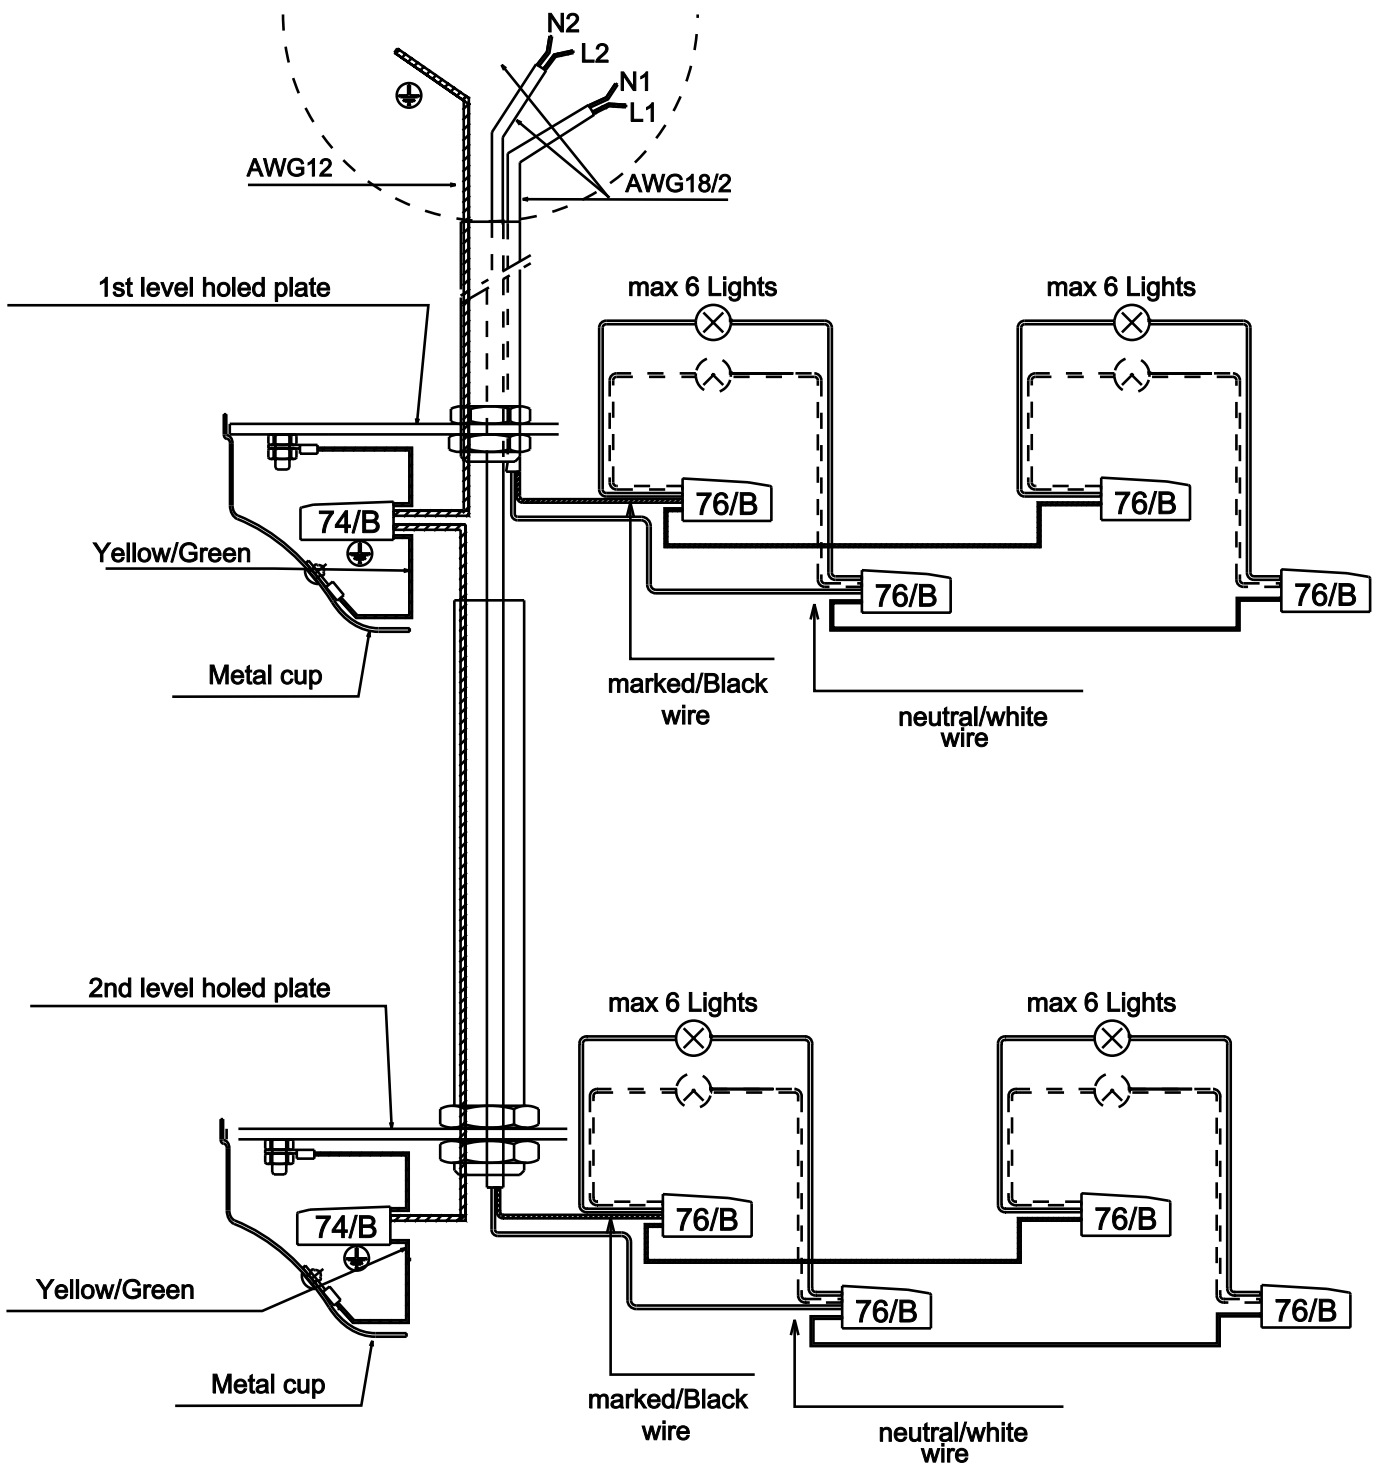 N2
L2
N1
L1
AWG12
AWG18/2
1st level holed plate
max 6 Lights
max 6 Lights
76/B
76/B
74/B
Yellow/Green
76/B
76/B
Metal cup
marked/Black
wire
neutral/white
wire
2nd level holed plate
max 6 Lights
max 6 Lights
76/B
76/B
74/B
Yellow/Green
76/B
76/B
Metal cup
marked/Black
wire
neutral/white
wire